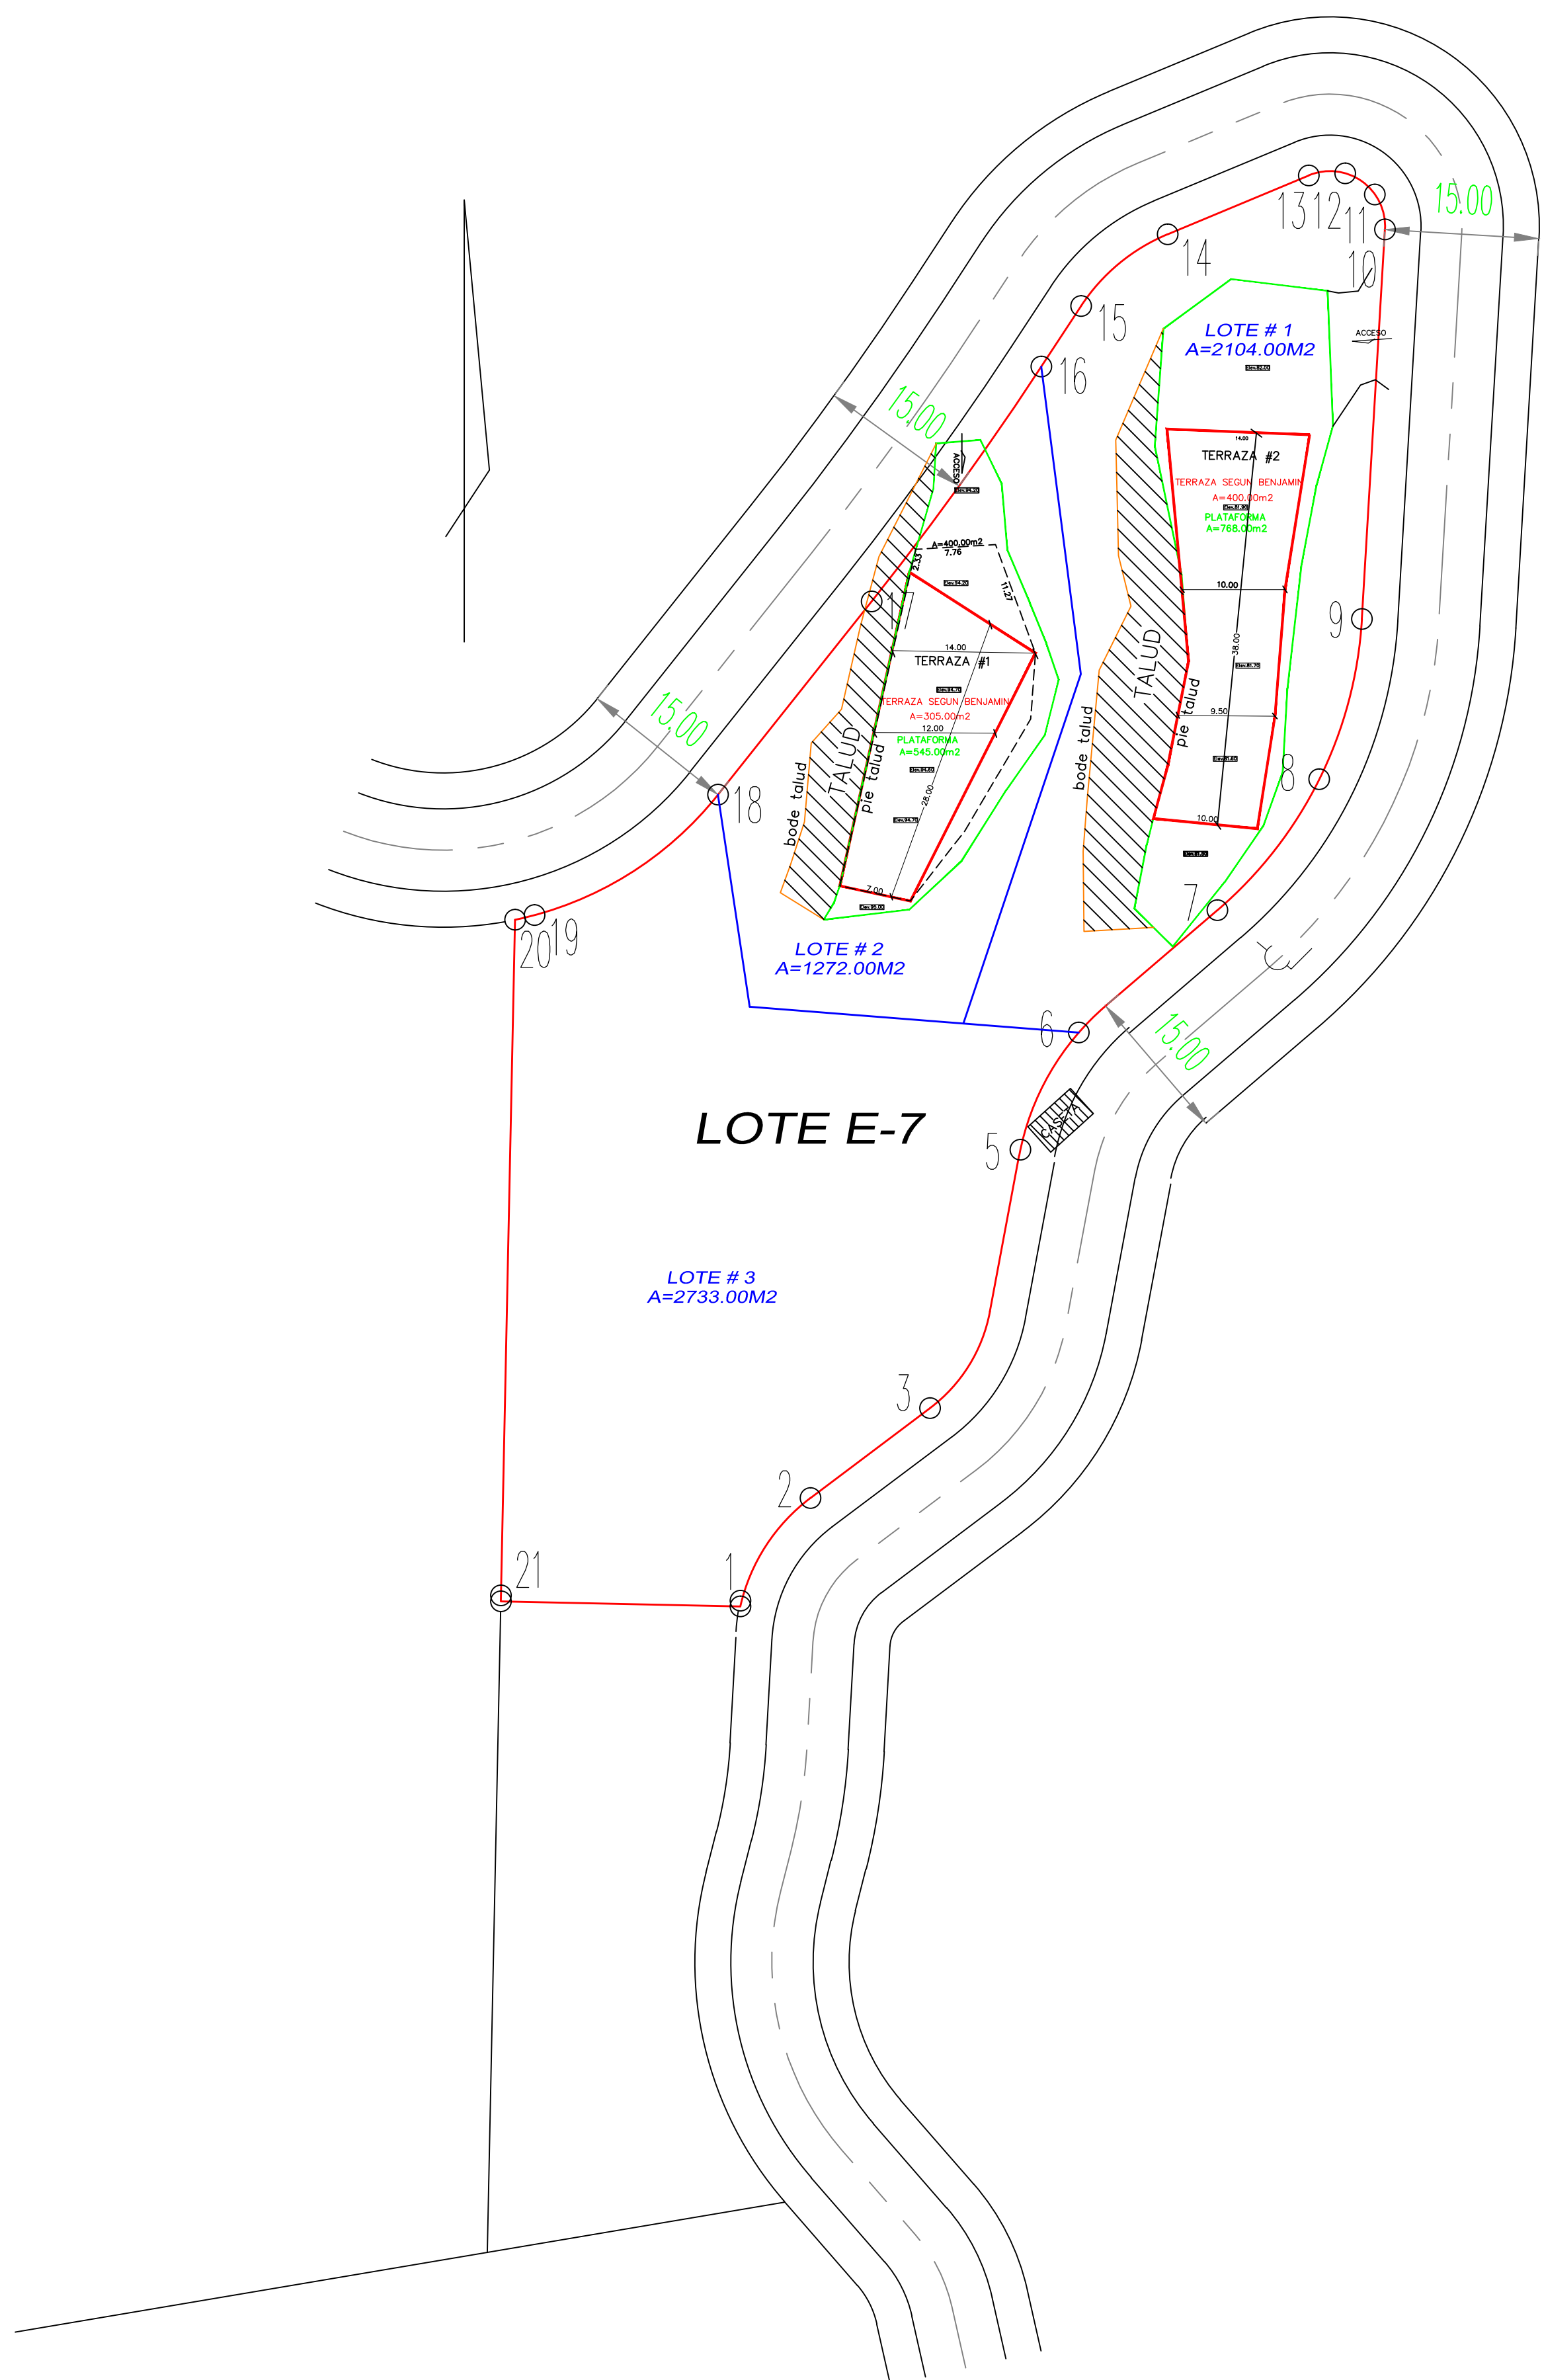 15.00
13
12
11
10
14
15
16
LOTE # 1
A=2104.00M2
ACCESO
Elev.82.00
15.00
14.00
TERRAZA #2
TERRAZA SEGUN BENJAMIN
A=400.00m2
PLATAFORMA
A=768.00m2
ACCESO
A=400.00m2
7.76
2.33
11.27
17
10.00
9
38.00
14.00
TERRAZA #1
TERRAZA SEGUN BENJAMIN
A=305.00m2
12.00
PLATAFORMA
A=545.00m2
28.00
TALUD
pie talud
bode talud
7.00
TALUD
pie talud
bode talud
9.50
10.00
8
7
15.00
18
20
19
LOTE # 2
A=1272.00M2
6
15.00
CASETA
5
LOTE E-7
LOTE # 3
A=2733.00M2
3
2
1
21